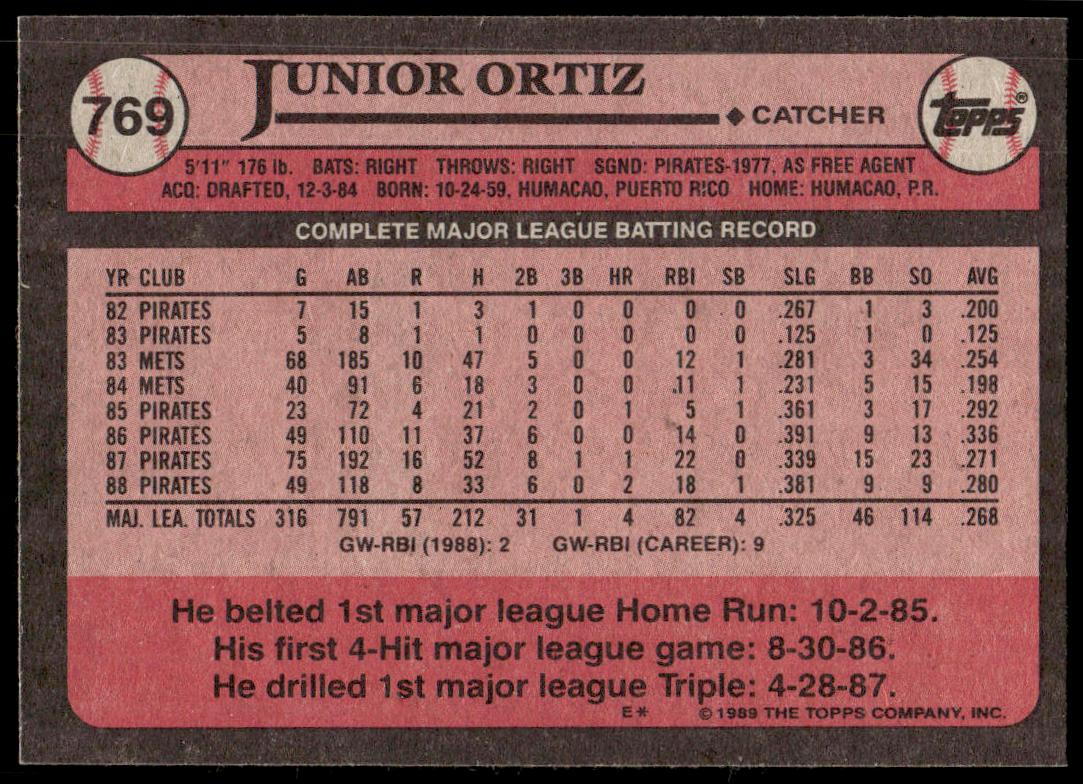 769
JUNIOR ORTIZ
◆ CATCHER
TOPPS®
5'11" 176 lb. BATS: RIGHT THROWS: RIGHT SGND: PIRATES-1977, AS FREE AGENT
ACQ: DRAFTED, 12-3-84 BORN: 10-24-59, HUMACAO, PUERTO RICO HOME: HUMACAO, P.R.
COMPLETE MAJOR LEAGUE BATTING RECORD
YR CLUB G AB R H 2B 3B HR RBI SB SLG BB SO AVG
82 PIRATES 7 15 1 3 1 0 0 0 0 .267 1 3 .200
83 PIRATES 5 8 1 1 0 0 0 0 0 .125 1 0 .125
83 METS 68 185 10 47 5 0 0 12 1 .281 3 34 .254
84 METS 40 91 6 18 3 0 0 11 1 .231 5 15 .198
85 PIRATES 23 72 4 21 2 0 1 5 1 .361 3 17 .292
86 PIRATES 49 110 11 37 6 0 0 14 0 .391 9 13 .336
87 PIRATES 75 192 16 52 8 1 1 22 0 .339 15 23 .271
88 PIRATES 49 118 8 33 6 0 2 18 1 .381 9 9 .280
MAJ. LEA. TOTALS 316 791 57 212 31 1 4 82 4 .325 46 114 .268
GW-RBI (1988): 2 GW-RBI (CAREER): 9
He belted 1st major league Home Run: 10-2-85.
His first 4-Hit major league game: 8-30-86.
He drilled 1st major league Triple: 4-28-87.
E* © 1989 THE TOPPS COMPANY, INC.